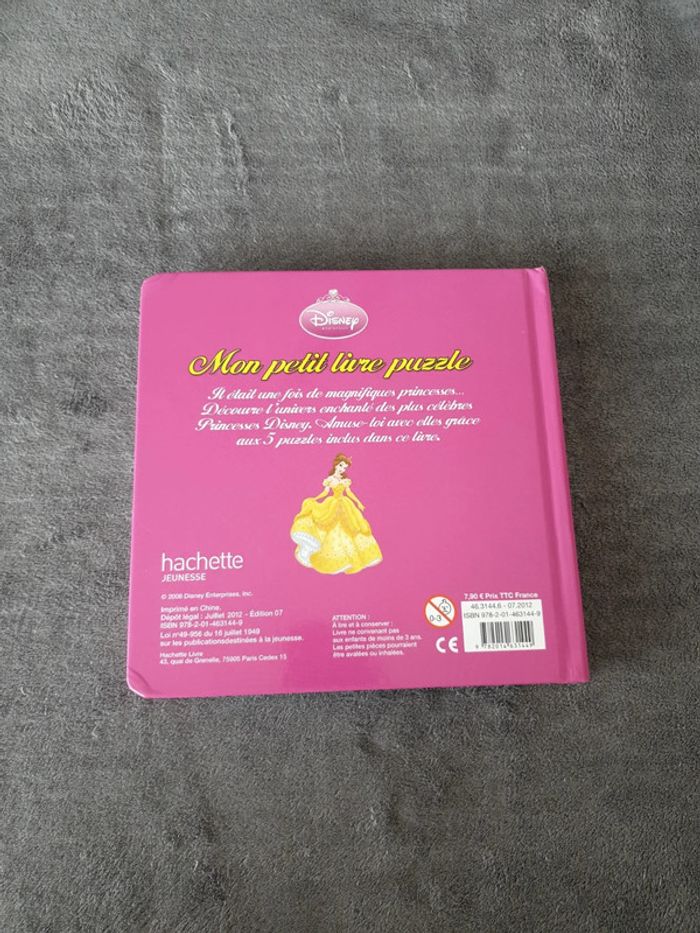 Disney
Mon petit livre puzzle
Il était une fois de magnifiques princesses...
Découvre l'univers enchanté des plus célèbres
Princesses Disney. Amuse-toi avec elles grâce
aux 5 puzzles inclus dans ce livre.
hachette
JEUNESSE
© 2008 Disney Enterprises, Inc.
Imprimé en Chine.
Dépôt légal : Juillet 2012 - Édition 07
ISBN 978-2-01-463144-9
Loi n°49-956 du 16 juillet 1949
sur les publicationsdestinées à la jeunesse.
Hachette Livre
43, quai de Grenelle, 75905 Paris Cedex 15
ATTENTION :
À lire et à conserver :
Livre ne convenant pas
aux enfants de moins de 3 ans.
Les petites pièces pourraient
être avalées ou inhalées.
0-3
CE
7,90 € Prix TTC France
46.3144.6 - 07.2012
ISBN 978-2-01-463144-9
9 782014 631449